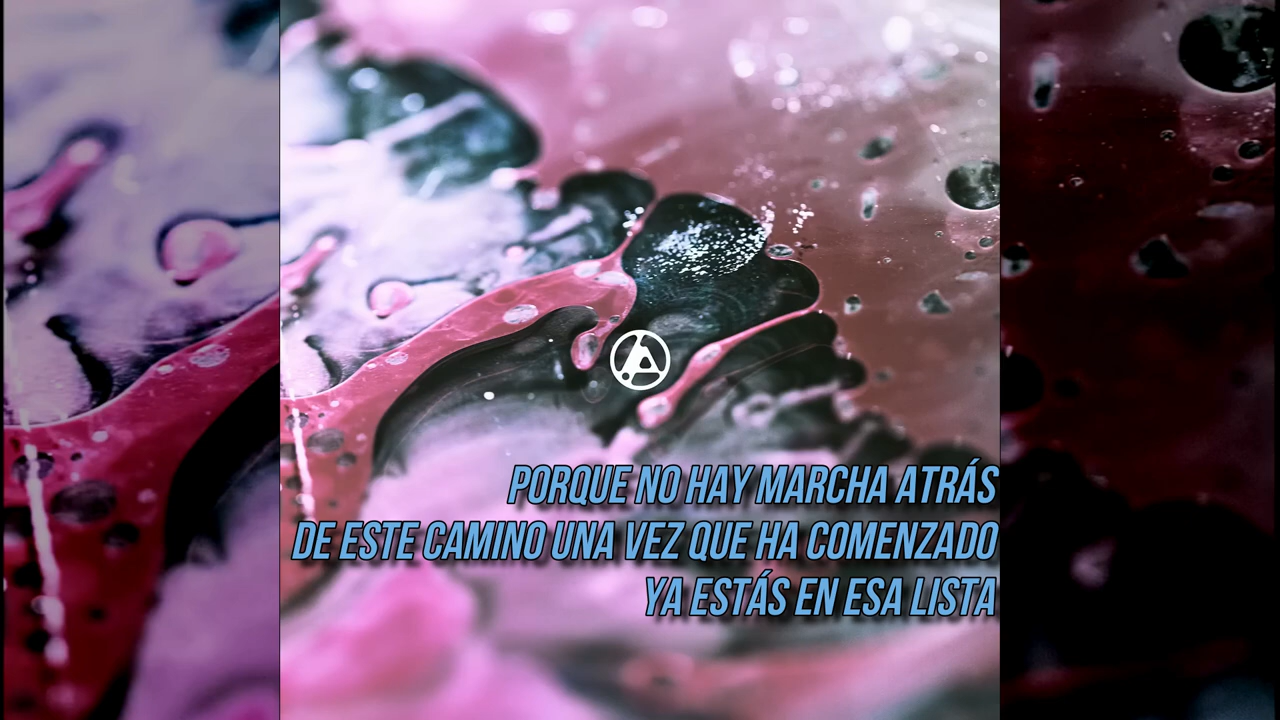 PORQUE NO HAY MARCHA ATRÁS
DE ESTE CAMINO UNA VEZ QUE HA COMENZADO
YA ESTÁS EN ESA LISTA